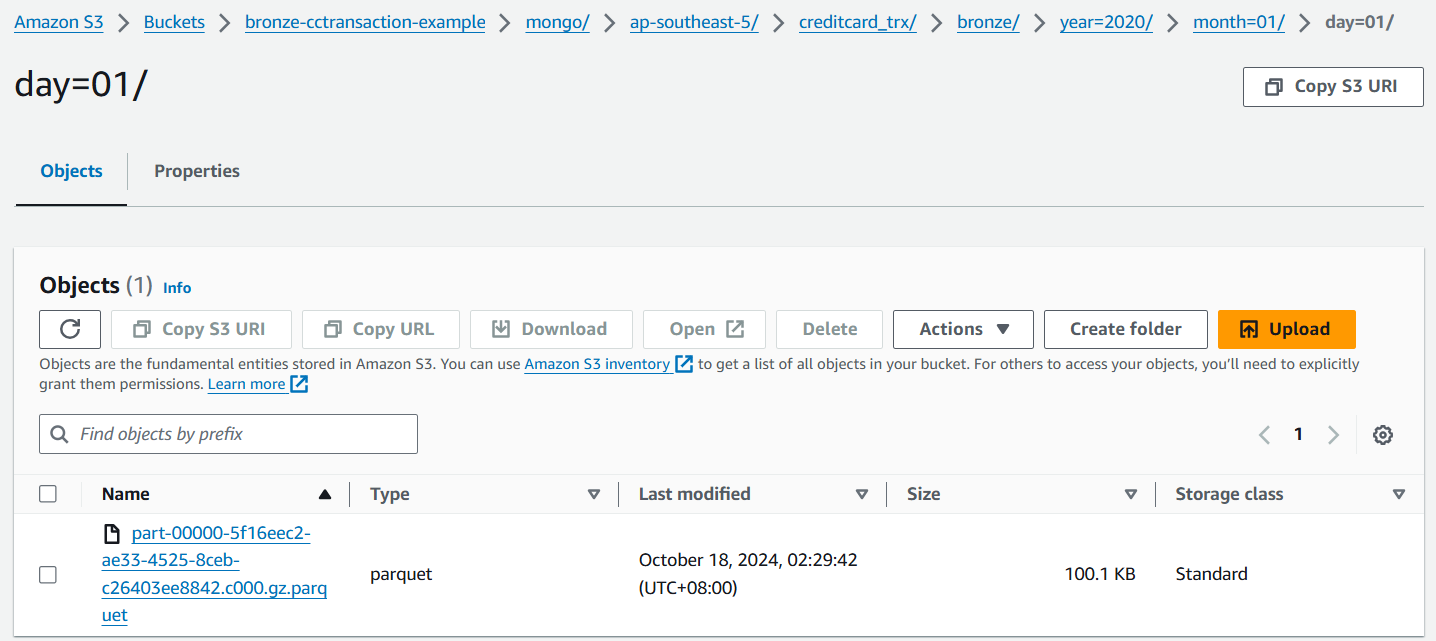 Amazon S3 > Buckets > bronze-cctransaction-example > mongo/ > ap-southeast-5/ > creditcard_trx/ > bronze/ > year=2020/ > month=01/ > day=01/
day=01/
Copy S3 URI
Objects
Properties
Objects (1) Info
Copy S3 URI
Copy URL
Download
Open
Delete
Actions
Create folder
Upload
Objects are the fundamental entities stored in Amazon S3. You can use Amazon S3 inventory to get a list of all objects in your bucket. For others to access your objects, you’ll need to explicitly
grant them permissions. Learn more
Find objects by prefix
1
Name
Type
Last modified
Size
Storage class
part-00000-5f16eec2-
ae33-4525-8ceb-
c26403ee8842.c000.gz.parq
uet
parquet
October 18, 2024, 02:29:42
(UTC+08:00)
100.1 KB
Standard